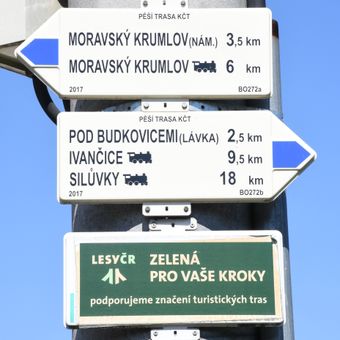 PĚŠÍ TRASA KČT
MORAVSKÝ KRUMLOV (NÁM.) 3,5 km
MORAVSKÝ KRUMLOV 6 km
2017 BO272a
PĚŠÍ TRASA KČT
POD BUDKOVICEMI (LÁVKA) 2,5 km
IVANČICE 9,5 km
SILŮVKY 18 km
2017 BO272b
LESY ČR ZELENÁ
PRO VAŠE KROKY
podporujeme značení turistických tras